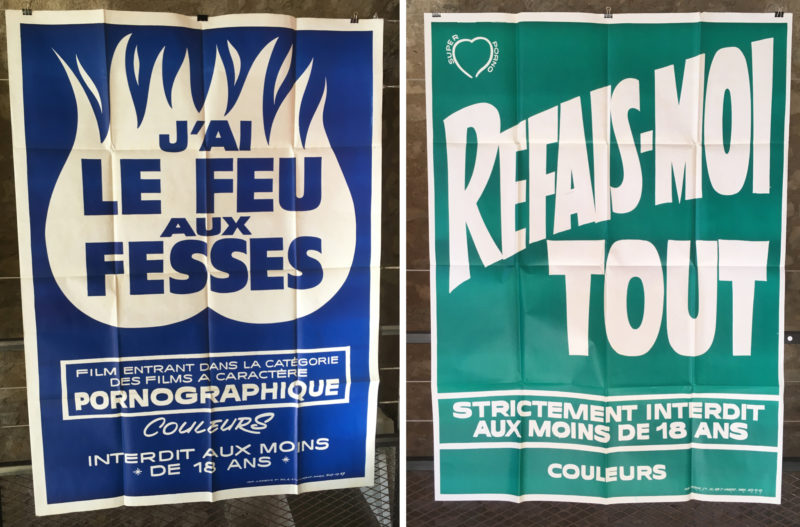 J'AI
LE FEU
AUX
FESSES
FILM ENTRANT DANS LA CATÉGORIE
DES FILMS A CARACTÈRE
PORNOGRAPHIQUE
COULEURS
INTERDIT AUX MOINS
* DE 18 ANS *
SUPER PORNO
REFAIS-MOI
TOUT
STRICTEMENT INTERDIT
AUX MOINS DE 18 ANS
COULEURS